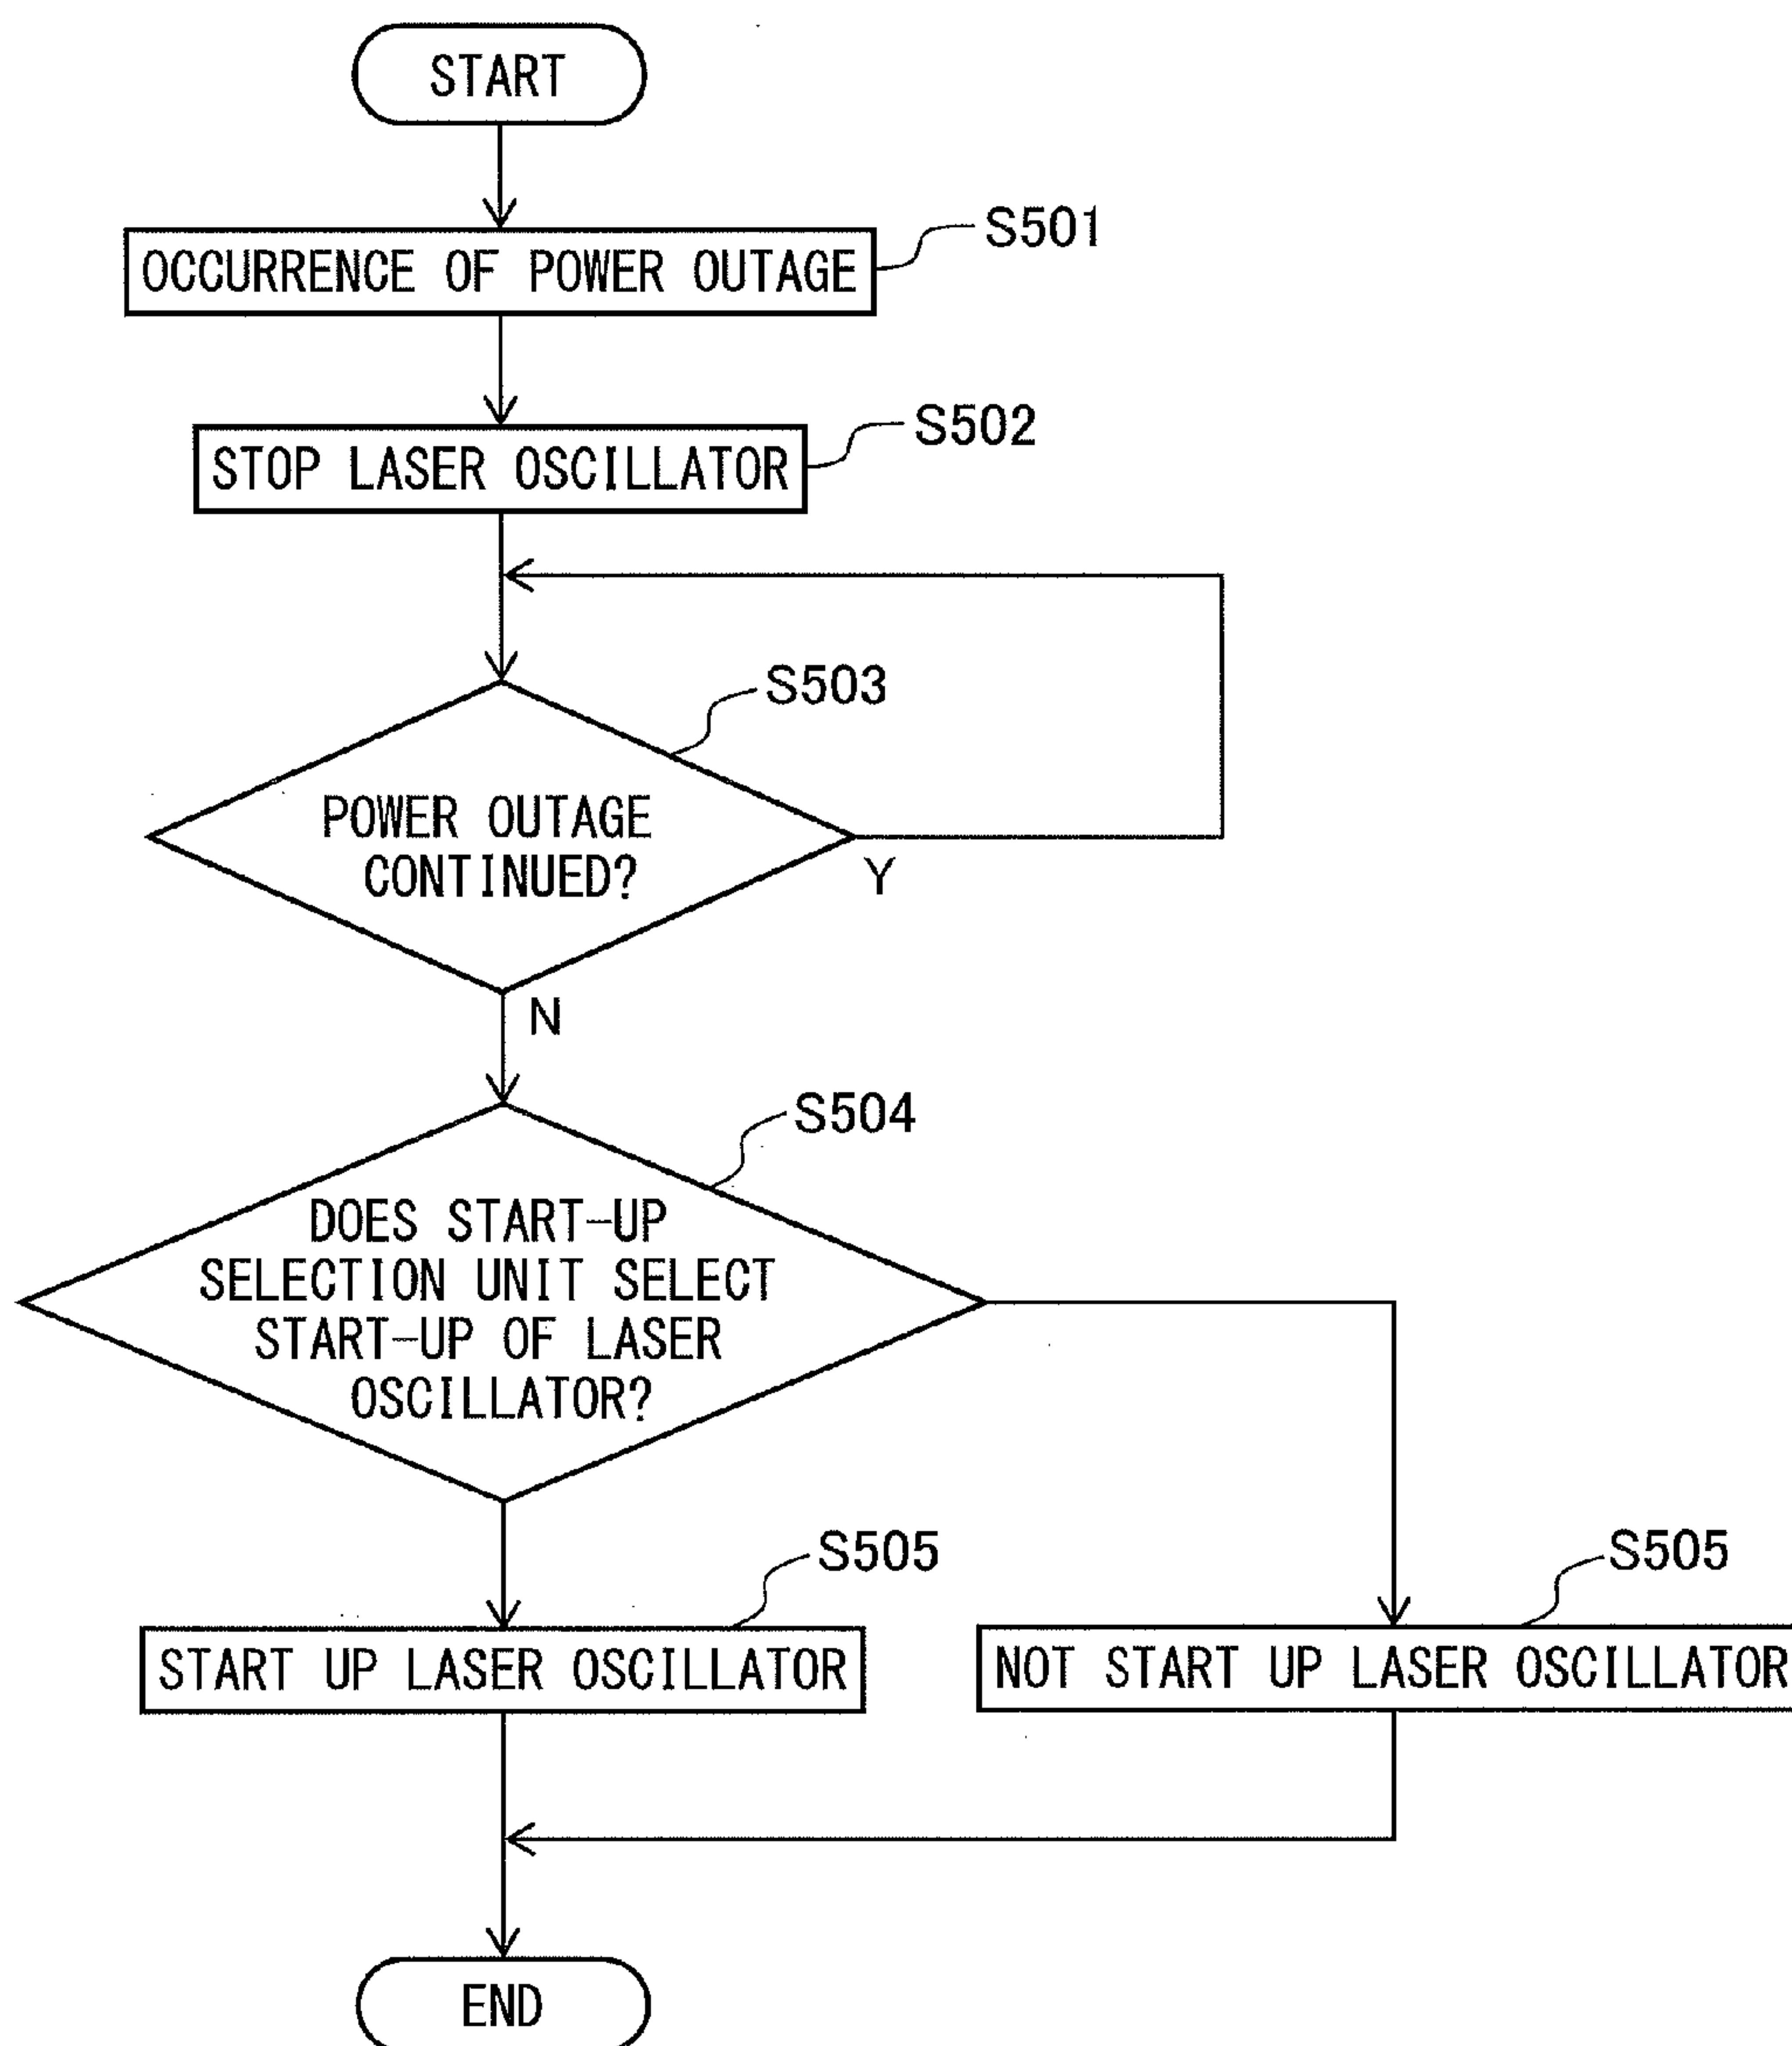 START
OCCURRENCE OF POWER OUTAGE
S501
STOP LASER OSCILLATOR
S502
S503
POWER OUTAGE
CONTINUED?
Y
N
S504
DOES START-UP
SELECTION UNIT SELECT
START-UP OF LASER
OSCILLATOR?
S505
START UP LASER OSCILLATOR
S505
NOT START UP LASER OSCILLATOR
END